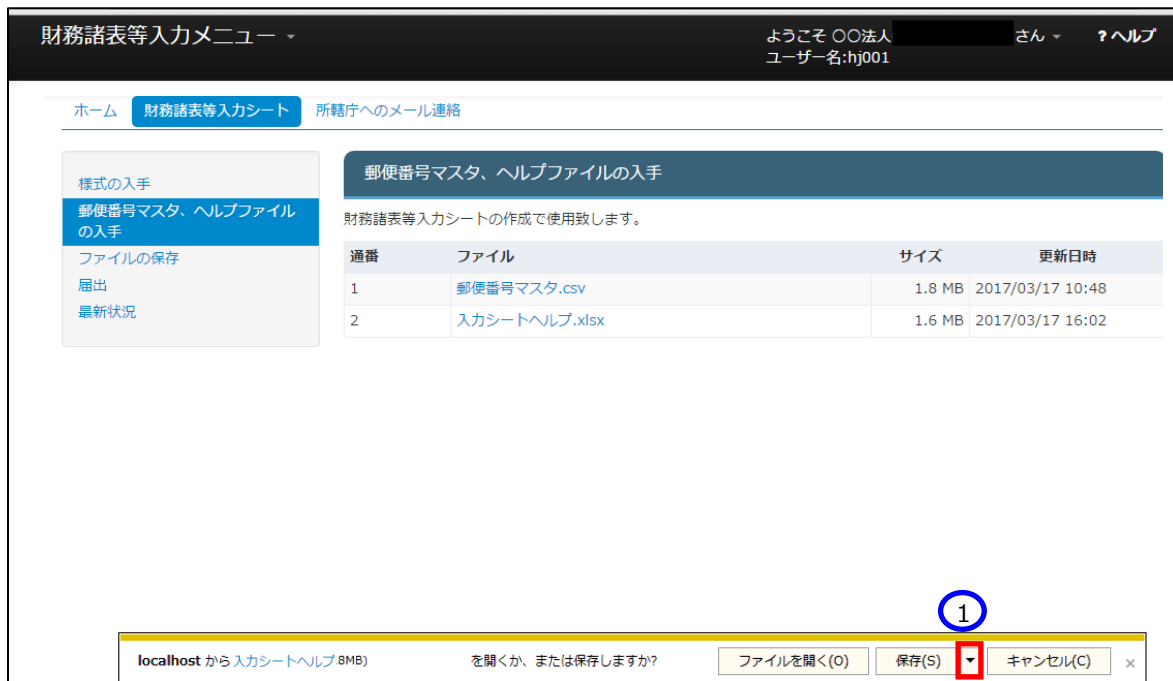 財務諸表等入力メニュー
ようこそ 〇〇法人 さん
? ヘルプ
ユーザー名:hj001
ホーム 財務諸表等入力シート 所轄庁へのメール連絡
様式の入手
郵便番号マスタ、ヘルプファイル
の入手
ファイルの保存
届出
最新状況
郵便番号マスタ、ヘルプファイルの入手
財務諸表等入力シートの作成で使用致します。
通番 ファイル サイズ 更新日時
1 郵便番号マスタ.csv 1.8 MB 2017/03/17 10:48
2 入力シートヘルプ.xlsx 1.6 MB 2017/03/17 16:02
1
localhost から 入力シートヘルプ.8MB) を開くか、または保存しますか? ファイルを開く(O) 保存(S) ▼ キャンセル(C) ×